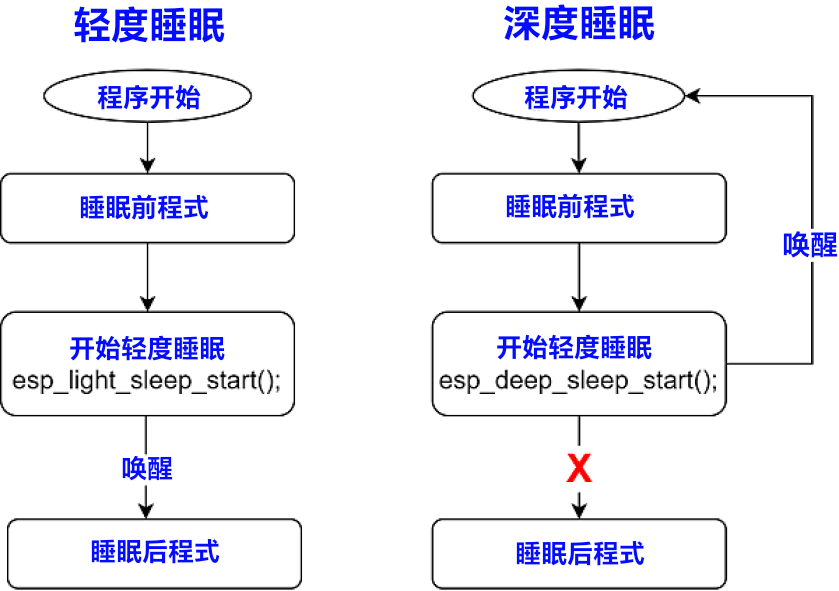 轻度睡眠
程序开始
睡眠前程式
开始轻度睡眠
esp_light_sleep_start();
唤醒
睡眠后程式
深度睡眠
程序开始
睡眠前程式
唤醒
开始轻度睡眠
esp_deep_sleep_start();
X
睡眠后程式